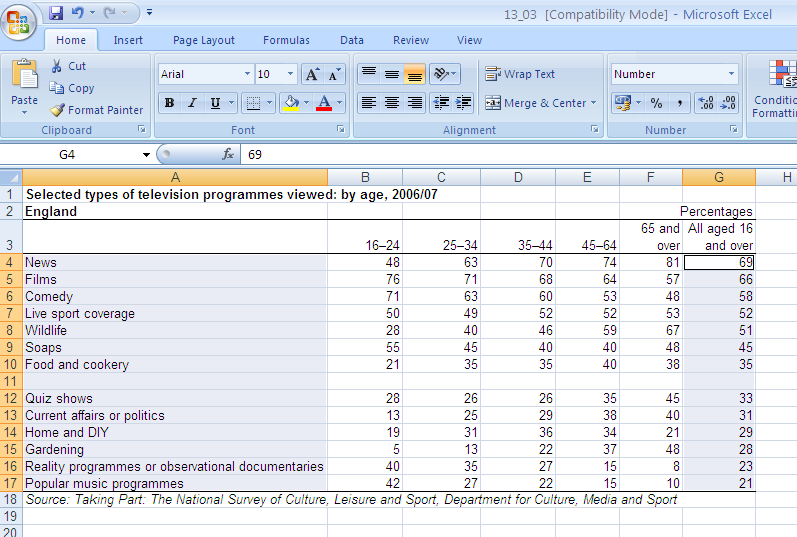 13_03 [Compatibility Mode] - Microsoft Excel
Home Insert Page Layout Formulas Data Review View
Paste
Cut
Copy
Format Painter
Clipboard
Arial 10 A A
B I U A
Font
Wrap Text
Merge & Center
Alignment
Number
% , .0 .00 .00 .0
Number
Conditio
Formattin
G4 fx 69
A B C D E F G H
1 Selected types of television programmes viewed: by age, 2006/07
2 England Percentages
65 and All aged 16
3 16–24 25–34 35–44 45–64 over and over
4 News 48 63 70 74 81 69
5 Films 76 71 68 64 57 66
6 Comedy 71 63 60 53 48 58
7 Live sport coverage 50 49 52 52 53 52
8 Wildlife 28 40 46 59 67 51
9 Soaps 55 45 40 40 48 45
10 Food and cookery 21 35 35 40 38 35
11
12 Quiz shows 28 26 26 35 45 33
13 Current affairs or politics 13 25 29 38 40 31
14 Home and DIY 19 31 36 34 21 29
15 Gardening 5 13 22 37 48 28
16 Reality programmes or observational documentaries 40 35 27 15 8 23
17 Popular music programmes 42 27 22 15 10 21
18 Source: Taking Part: The National Survey of Culture, Leisure and Sport, Department for Culture, Media and Sport
19
20